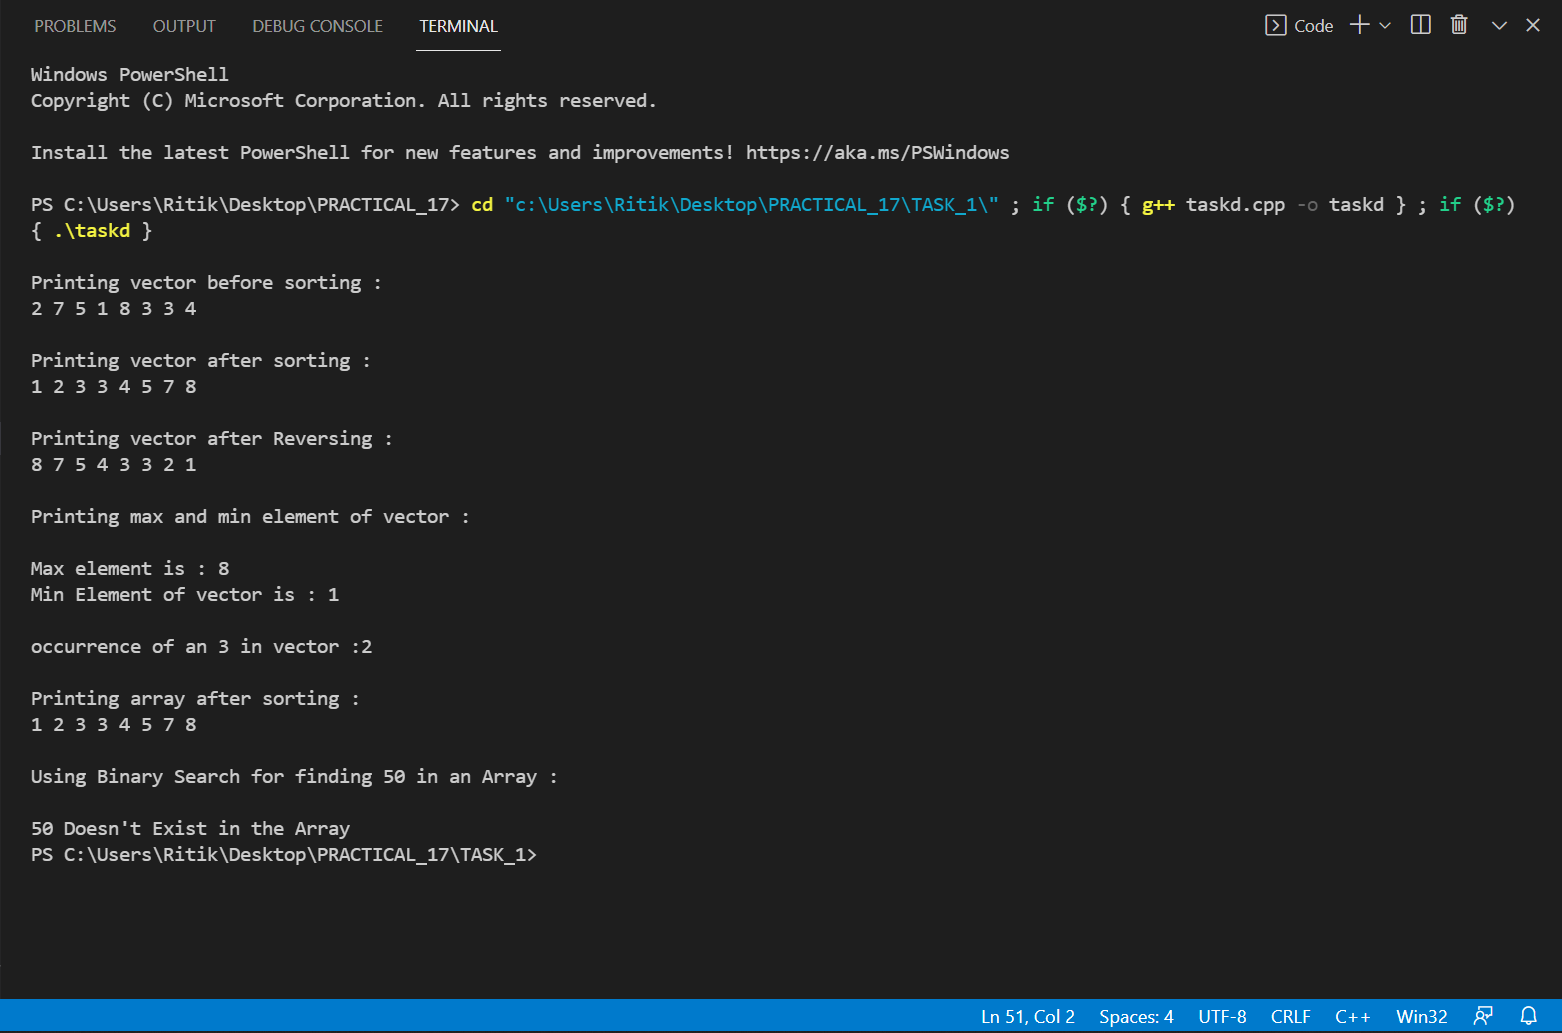 PROBLEMS OUTPUT DEBUG CONSOLE TERMINAL Code
Windows PowerShell
Copyright (C) Microsoft Corporation. All rights reserved.
Install the latest PowerShell for new features and improvements! https://aka.ms/PSWindows
PS C:\Users\Ritik\Desktop\PRACTICAL_17> cd "c:\Users\Ritik\Desktop\PRACTICAL_17\TASK_1\" ; if ($?) { g++ taskd.cpp -o taskd } ; if ($?)
{ .\taskd }
Printing vector before sorting :
2 7 5 1 8 3 3 4
Printing vector after sorting :
1 2 3 3 4 5 7 8
Printing vector after Reversing :
8 7 5 4 3 3 2 1
Printing max and min element of vector :
Max element is : 8
Min Element of vector is : 1
occurrence of an 3 in vector :2
Printing array after sorting :
1 2 3 3 4 5 7 8
Using Binary Search for finding 50 in an Array :
50 Doesn't Exist in the Array
PS C:\Users\Ritik\Desktop\PRACTICAL_17\TASK_1>
Ln 51, Col 2 Spaces: 4 UTF-8 CRLF C++ Win32